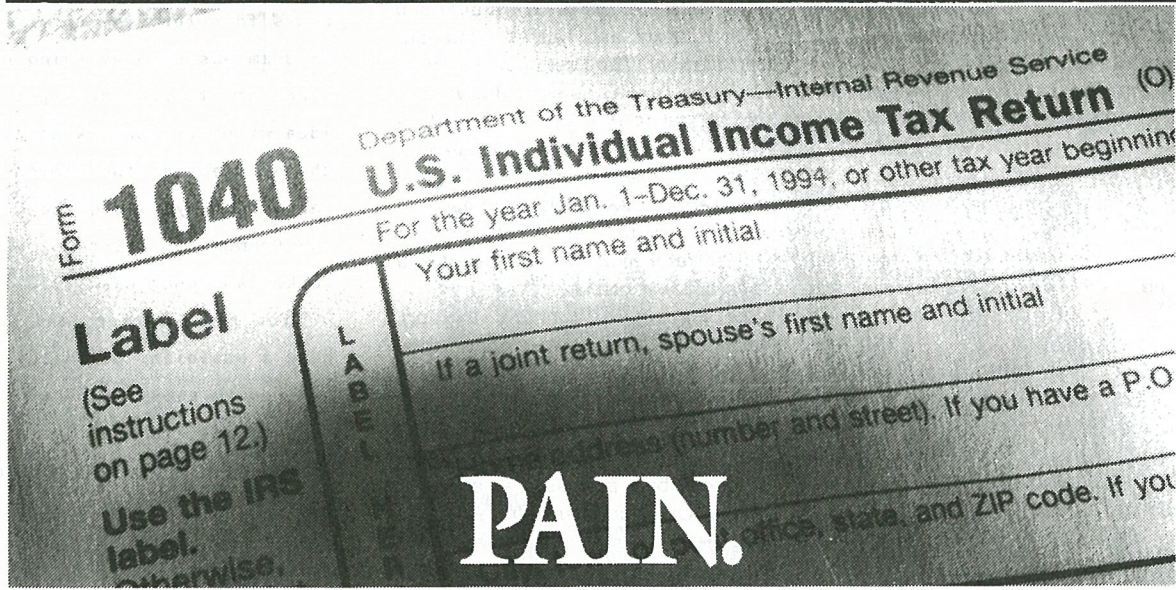 Department of the Treasury—Internal Revenue Service
Form 1040 U.S. Individual Income Tax Return (O)
For the year Jan. 1–Dec. 31, 1994, or other tax year beginnin
Label
(See
instructions
on page 12.)
Use the IRS
label.
Otherwise,
L
A
B
E
L
H
E
R
Your first name and initial
If a joint return, spouse's first name and initial
address (number and street). If you have a P.O
office, state, and ZIP code. If you
PAIN.